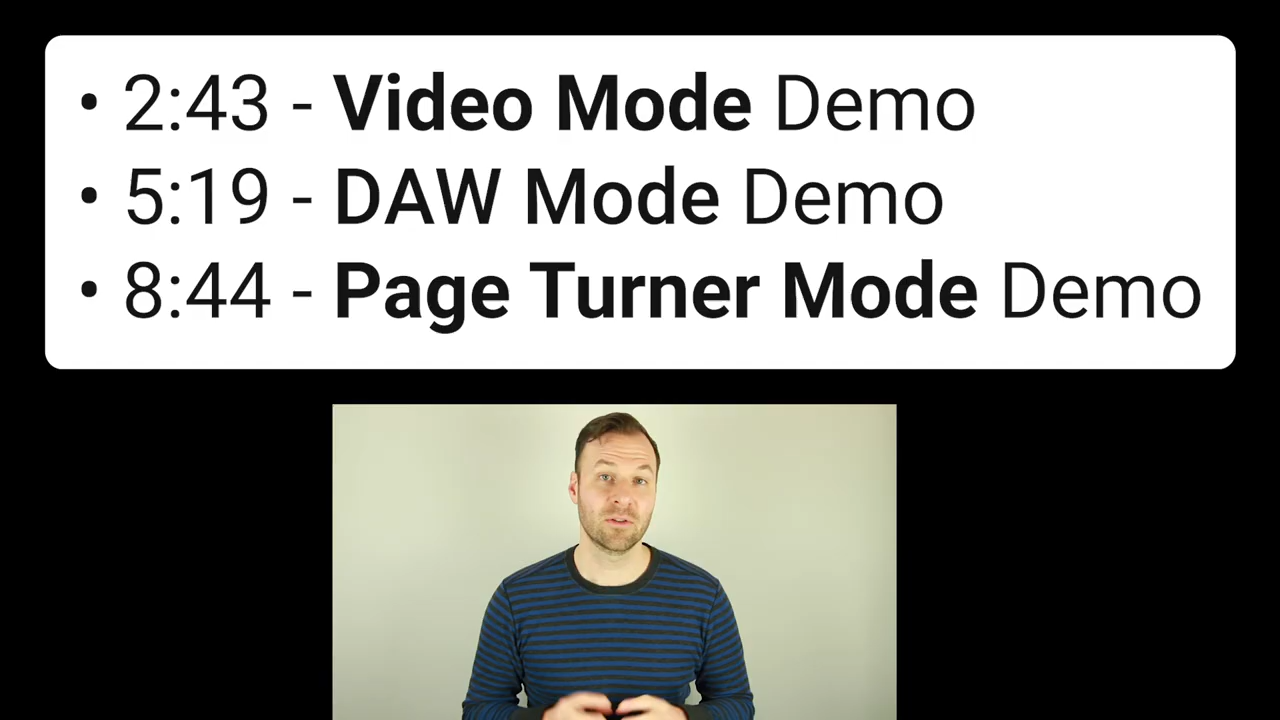 • 2:43 - Video Mode Demo
• 5:19 - DAW Mode Demo
• 8:44 - Page Turner Mode Demo